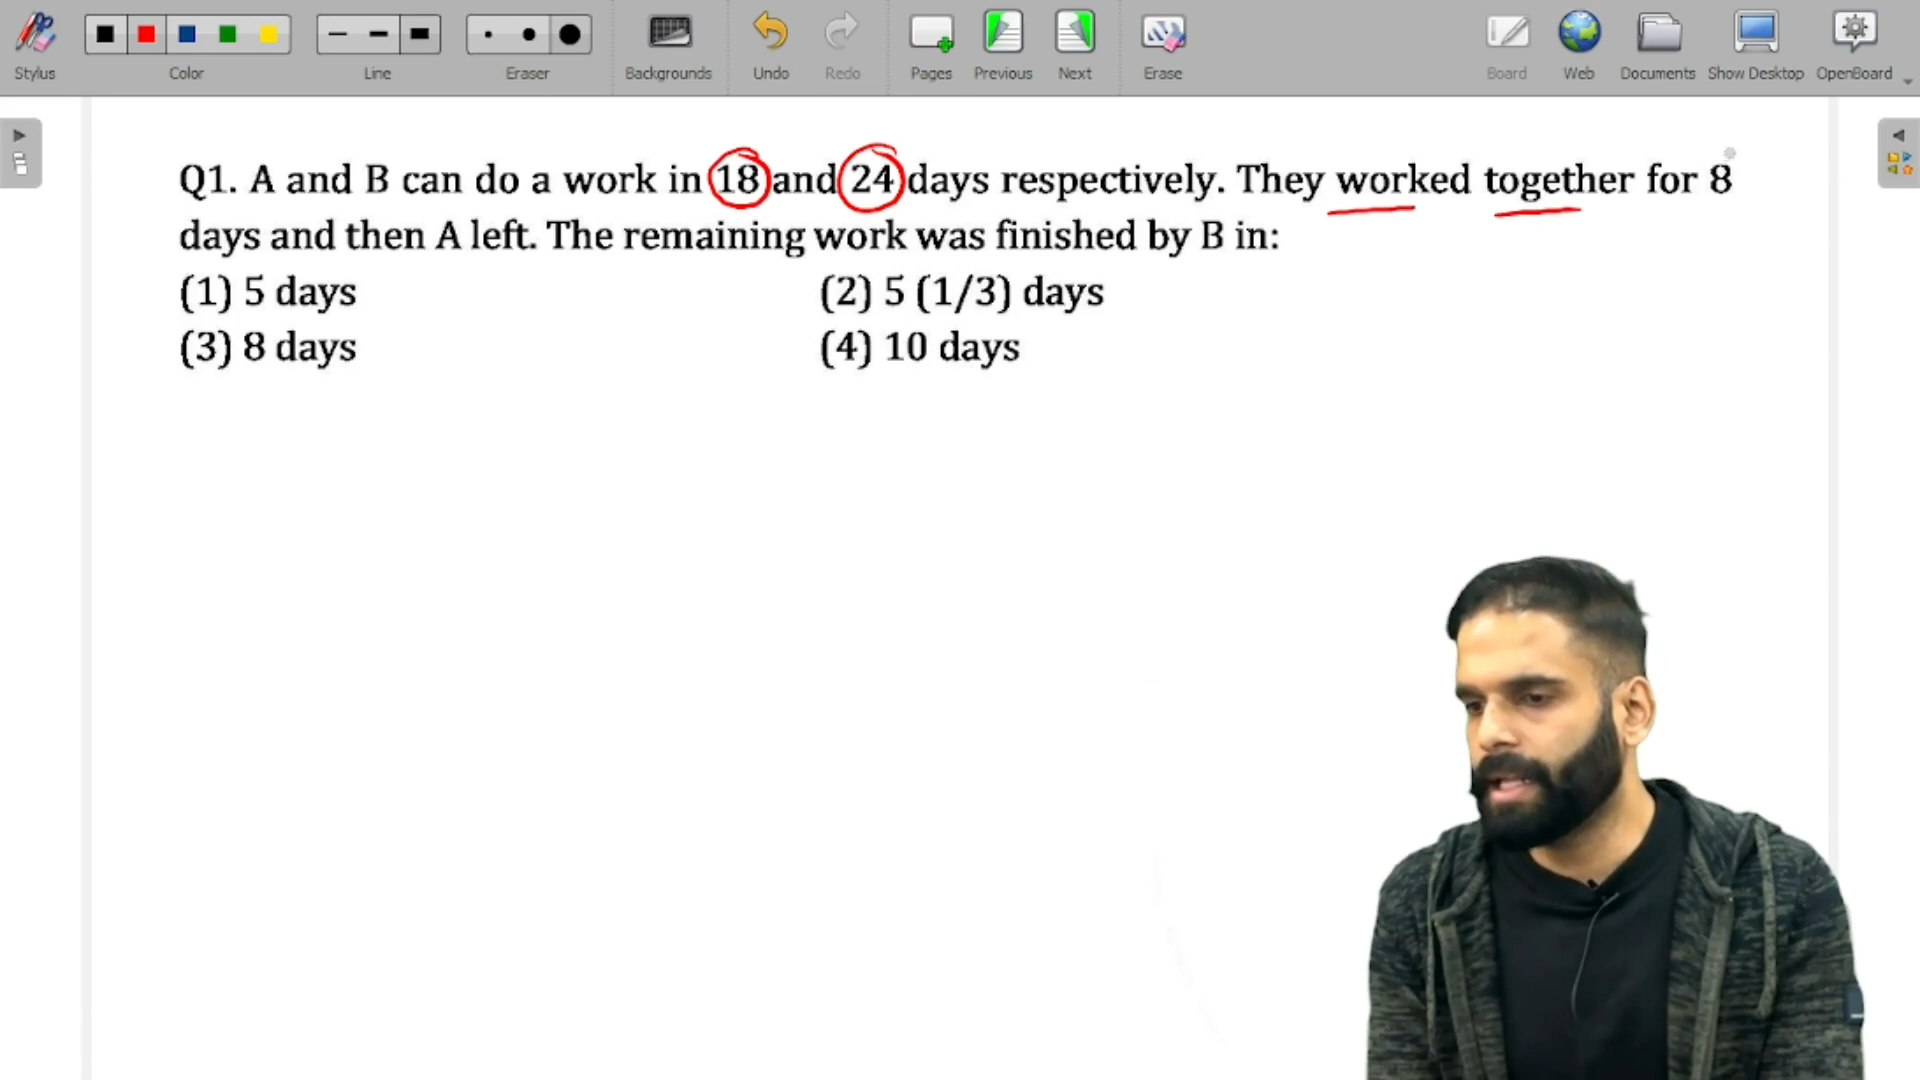 Stylus
Color
Line
Eraser
Backgrounds
Undo
Redo
Pages
Previous
Next
Erase
Board
Web
Documents
Show Desktop
OpenBoard
Q1. A and B can do a work in 18 and 24 days respectively. They worked together for 8
days and then A left. The remaining work was finished by B in:
(1) 5 days (2) 5 (1/3) days
(3) 8 days (4) 10 days